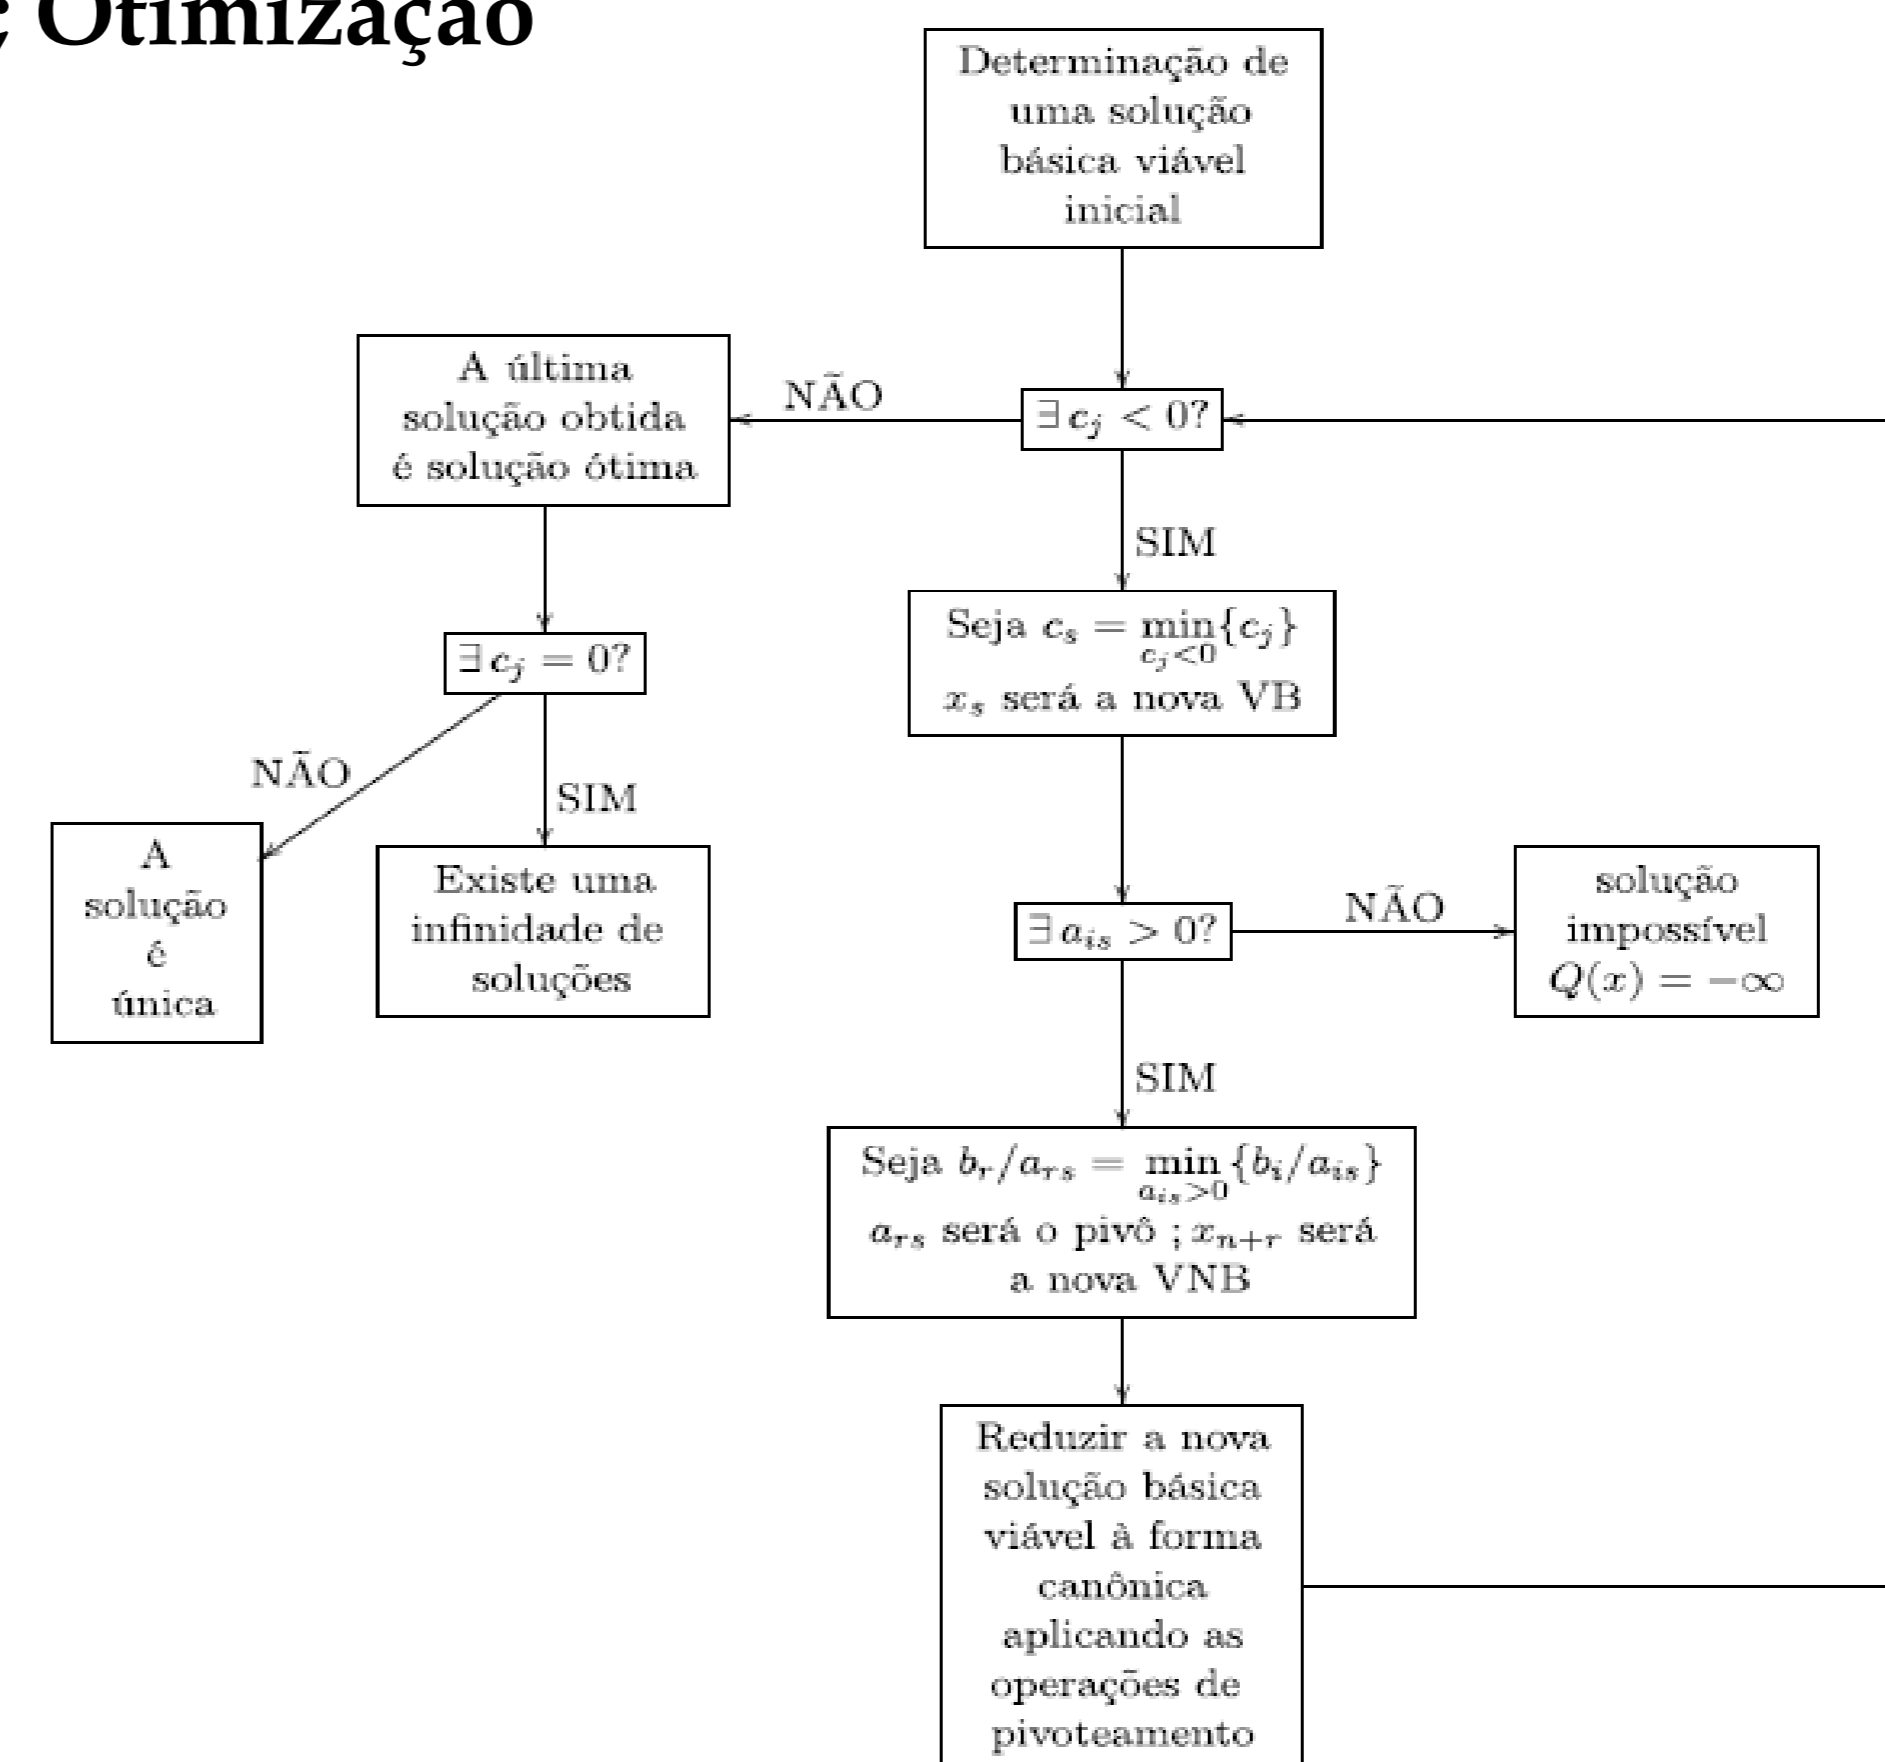 ; Otimização
Determinação de
uma solução
básica viável
inicial
A última
solução obtida
é solução ótima
NÃO
∃ c_j < 0?
SIM
Seja c_s = min{c_j}
c_j<0
x_s será a nova VB
∃ c_j = 0?
NÃO
SIM
A
solução
é
única
Existe uma
infinidade de
soluções
∃ a_is > 0?
NÃO
solução
impossível
Q(x) = −∞
SIM
Seja b_r/a_rs = min{b_i/a_is}
a_is>0
a_rs será o pivô ; x_n+r será
a nova VNB
Reduzir a nova
solução básica
viável à forma
canônica
aplicando as
operações de
pivoteamento